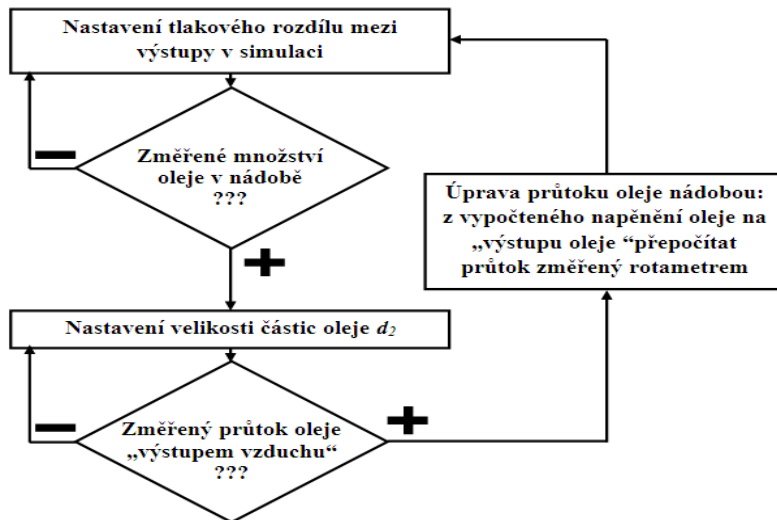 Nastavení tlakového rozdílu mezi
výstupy v simulaci
Změřené množství
oleje v nádobě
???
Úprava průtoku oleje nádobou:
z vypočteného napěnění oleje na
„výstupu oleje “přepočítat
průtok změřený rotametrem
Nastavení velikosti částic oleje d₂
Změřený průtok oleje
„výstupem vzduchu“
???